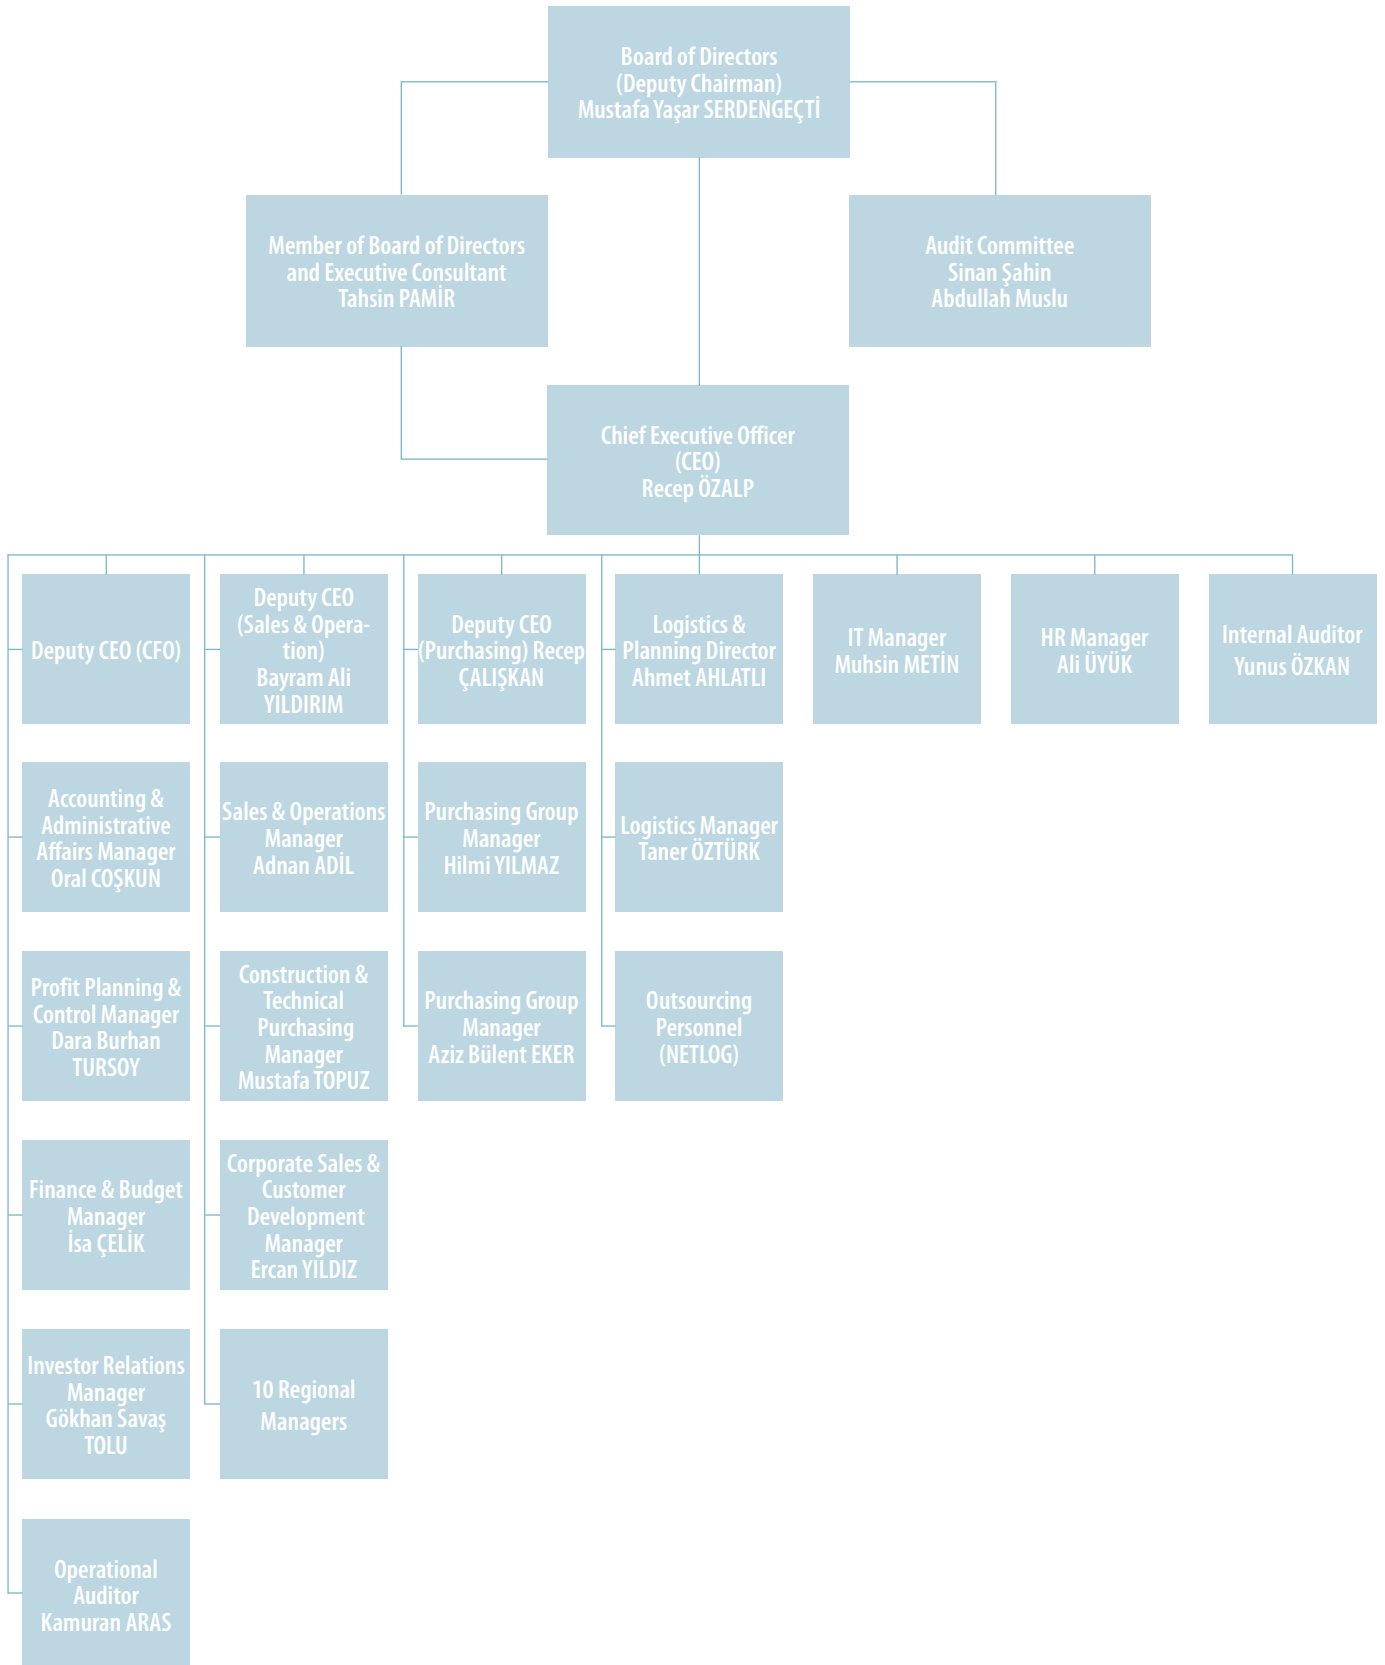 Board of Directors
(Deputy Chairman)
Mustafa Yaşar SERDENGEÇTİ
Member of Board of Directors
and Executive Consultant
Tahsin PAMİR
Audit Committee
Sinan Şahin
Abdullah Muslu
Chief Executive Officer
(CEO)
Recep ÖZALP
Deputy CEO (CFO)
Deputy CEO
(Sales & Opera-
tion)
Bayram Ali
YILDIRIM
Deputy CEO
(Purchasing) Recep
ÇALIŞKAN
Logistics &
Planning Director
Ahmet AHLATLI
IT Manager
Muhsin METİN
HR Manager
Ali ÜYÜK
Internal Auditor
Yunus ÖZKAN
Accounting &
Administrative
Affairs Manager
Oral COŞKUN
Sales & Operations
Manager
Adnan ADİL
Purchasing Group
Manager
Hilmi YILMAZ
Logistics Manager
Taner ÖZTÜRK
Profit Planning &
Control Manager
Dara Burhan
TURSOY
Construction &
Technical
Purchasing
Manager
Mustafa TOPUZ
Purchasing Group
Manager
Aziz Bülent EKER
Outsourcing
Personnel
(NETLOG)
Finance & Budget
Manager
İsa ÇELİK
Corporate Sales &
Customer
Development
Manager
Ercan YILDIZ
Investor Relations
Manager
Gökhan Savaş
TOLU
10 Regional
Managers
Operational
Auditor
Kamuran ARAS